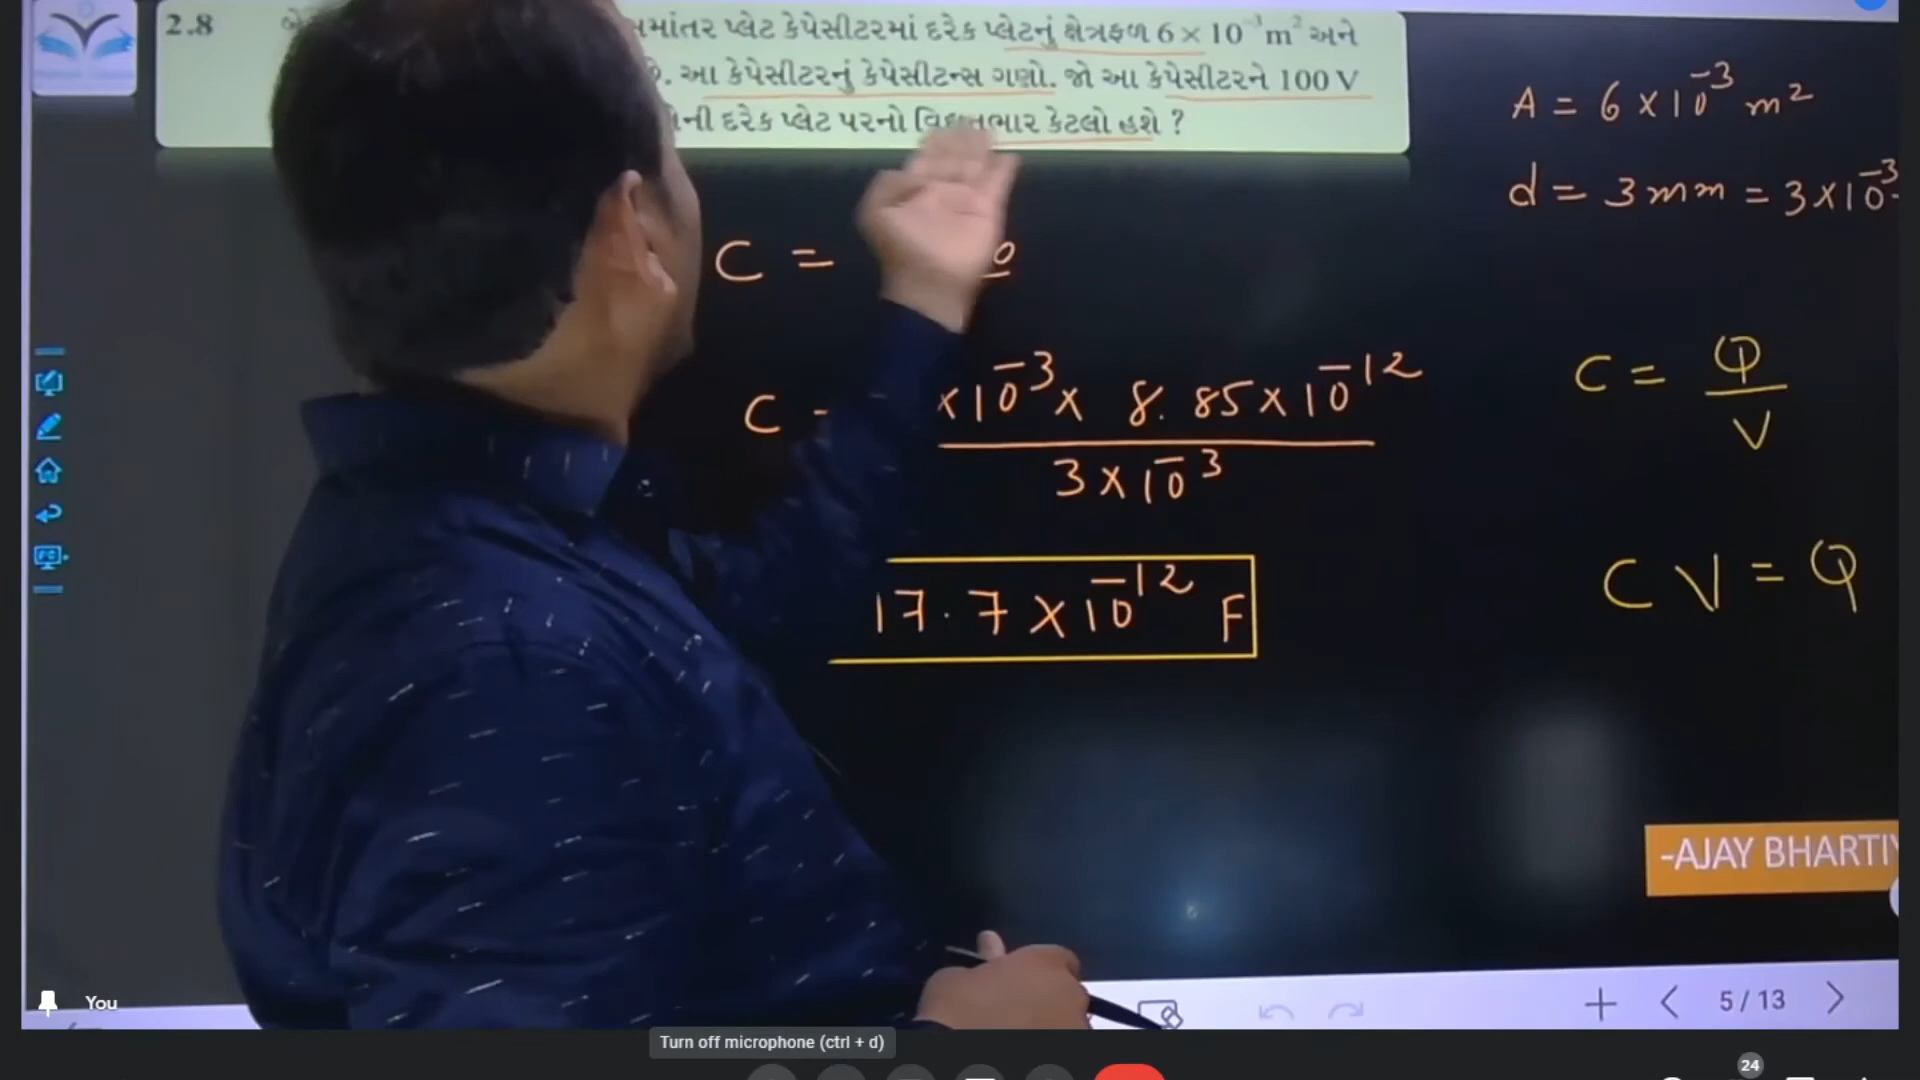 2.8 સમાંતર પ્લેટ કેપેસીટરમાં દરેક પ્લેટનું ક્ષેત્રફળ 6 × 10⁻³ m² અને
આ કેપેસીટરનું કેપેસીટન્સ ગણો. જો આ કેપેસીટરને 100 V
દરેક પ્લેટ પરનો વિદ્યુતભાર કેટલો હશે ?
A = 6 × 10⁻³ m²
d = 3 mm = 3 × 10⁻³
C =
C = × 10⁻³ × 8.85 × 10⁻¹²
3 × 10⁻³
17.7 × 10⁻¹² F
C = Q
V
C V = Q
-AJAY BHARTI
5 / 13
You
Turn off microphone (ctrl + d)
24